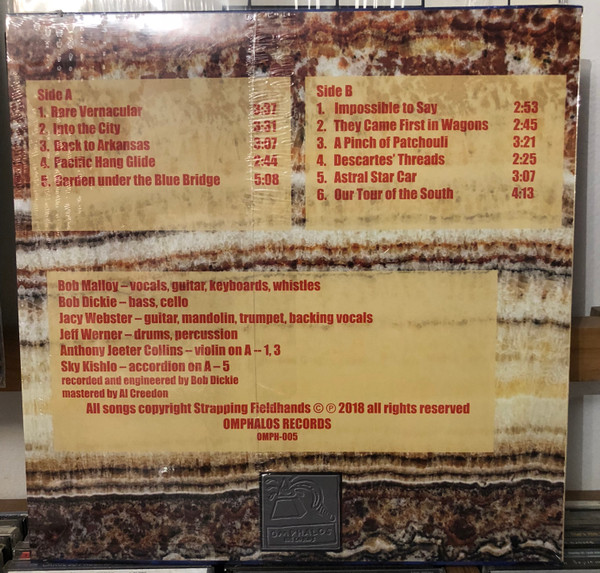 Side A
1. Rare Vernacular 3:37
2. Into the City 3:31
3. Back to Arkansas 3:07
4. Pacific Hang Glide 2:44
5. Garden under the Blue Bridge 5:08
Side B
1. Impossible to Say 2:53
2. They Came First in Wagons 2:45
3. A Pinch of Patchouli 3:21
4. Descartes' Threads 2:25
5. Astral Star Car 3:07
6. Our Tour of the South 4:13
Bob Malloy – vocals, guitar, keyboards, whistles
Bob Dickie – bass, cello
Jacy Webster – guitar, mandolin, trumpet, backing vocals
Jeff Werner – drums, percussion
Anthony Jeeter Collins – violin on A – 1, 3
Sky Kishlo – accordion on A – 5
recorded and engineered by Bob Dickie
mastered by Al Creedon
All songs copyright Strapping Fieldhands © ℗ 2018 all rights reserved
OMPHALOS RECORDS
OMPH-005
OMPHALOS
RECORDS